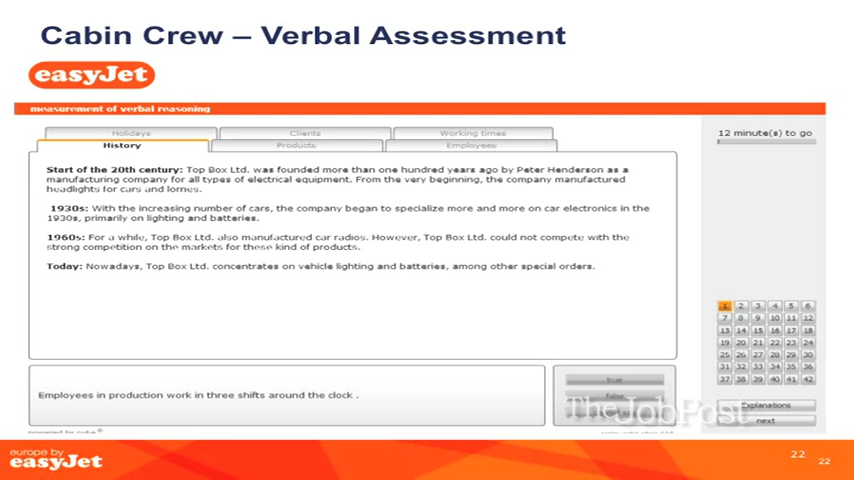 Cabin Crew – Verbal Assessment
easyJet
measurement of verbal reasoning
Holidays
Clients
Working times
12 minute(s) to go
History
Products
Employees
Start of the 20th century: Top Box Ltd. was founded more than one hundred years ago by Peter Henderson as a
manufacturing company for all types of electrical equipment. From the very beginning, the company manufactured
headlights for cars and lorries.
1930s: With the increasing number of cars, the company began to specialize more and more on car electronics in the
1930s, primarily on lighting and batteries.
1960s: For a while, Top Box Ltd. also manufactured car radios. However, Top Box Ltd. could not compete with the
strong competition on the markets for these kind of products.
Today: Nowadays, Top Box Ltd. concentrates on vehicle lighting and batteries, among other special orders.
1 2 3 4 5 6
7 8 9 10 11 12
13 14 15 16 17 18
19 20 21 22 23 24
25 26 27 28 29 30
31 32 33 34 35 36
37 38 39 40 41 42
Employees in production work in three shifts around the clock .
true
false
TheJobPost
Explanations
next
europe by
easyJet
22
22